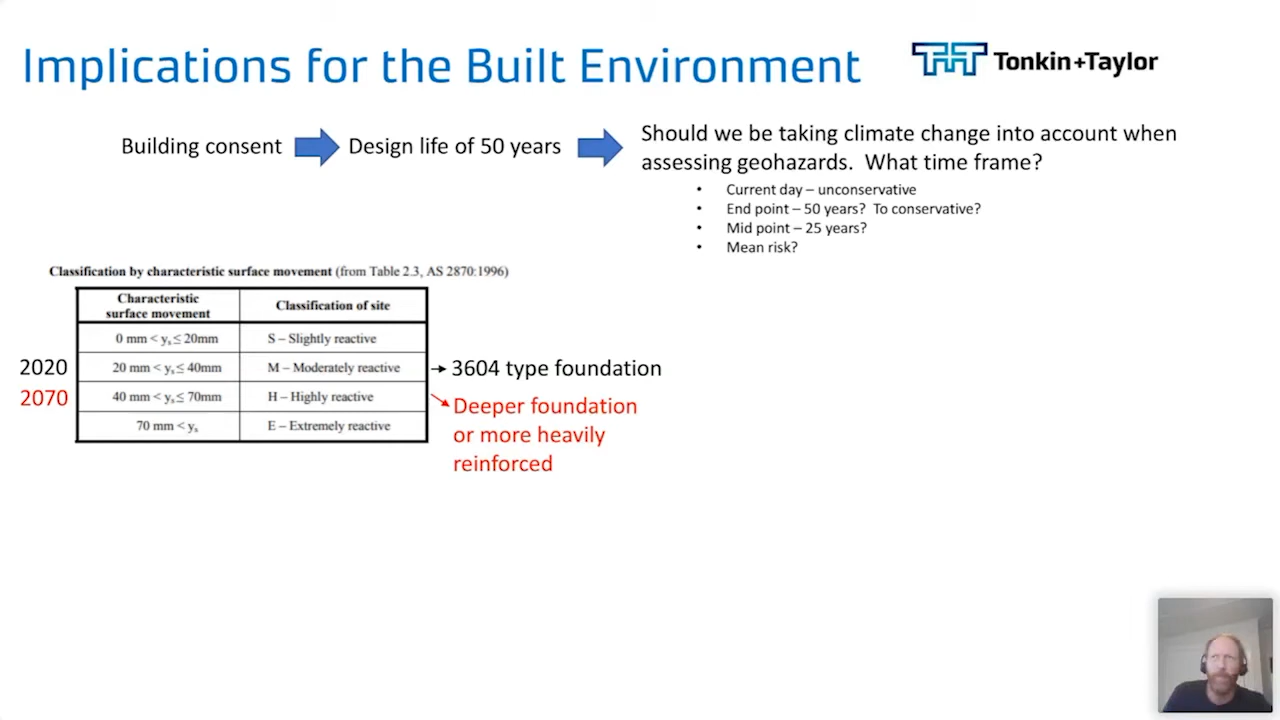 Implications for the Built Environment
Tonkin+Taylor
Building consent
Design life of 50 years
Should we be taking climate change into account when
assessing geohazards. What time frame?
• Current day – unconservative
• End point – 50 years? To conservative?
• Mid point – 25 years?
• Mean risk?
Classification by characteristic surface movement (from Table 2.3, AS 2870:1996)
Characteristic
surface movement
Classification of site
0 mm < yₛ ≤ 20mm
S – Slightly reactive
2020
20 mm < yₛ ≤ 40mm
M – Moderately reactive
3604 type foundation
2070
40 mm < yₛ ≤ 70mm
H – Highly reactive
70 mm < yₛ
E – Extremely reactive
Deeper foundation
or more heavily
reinforced